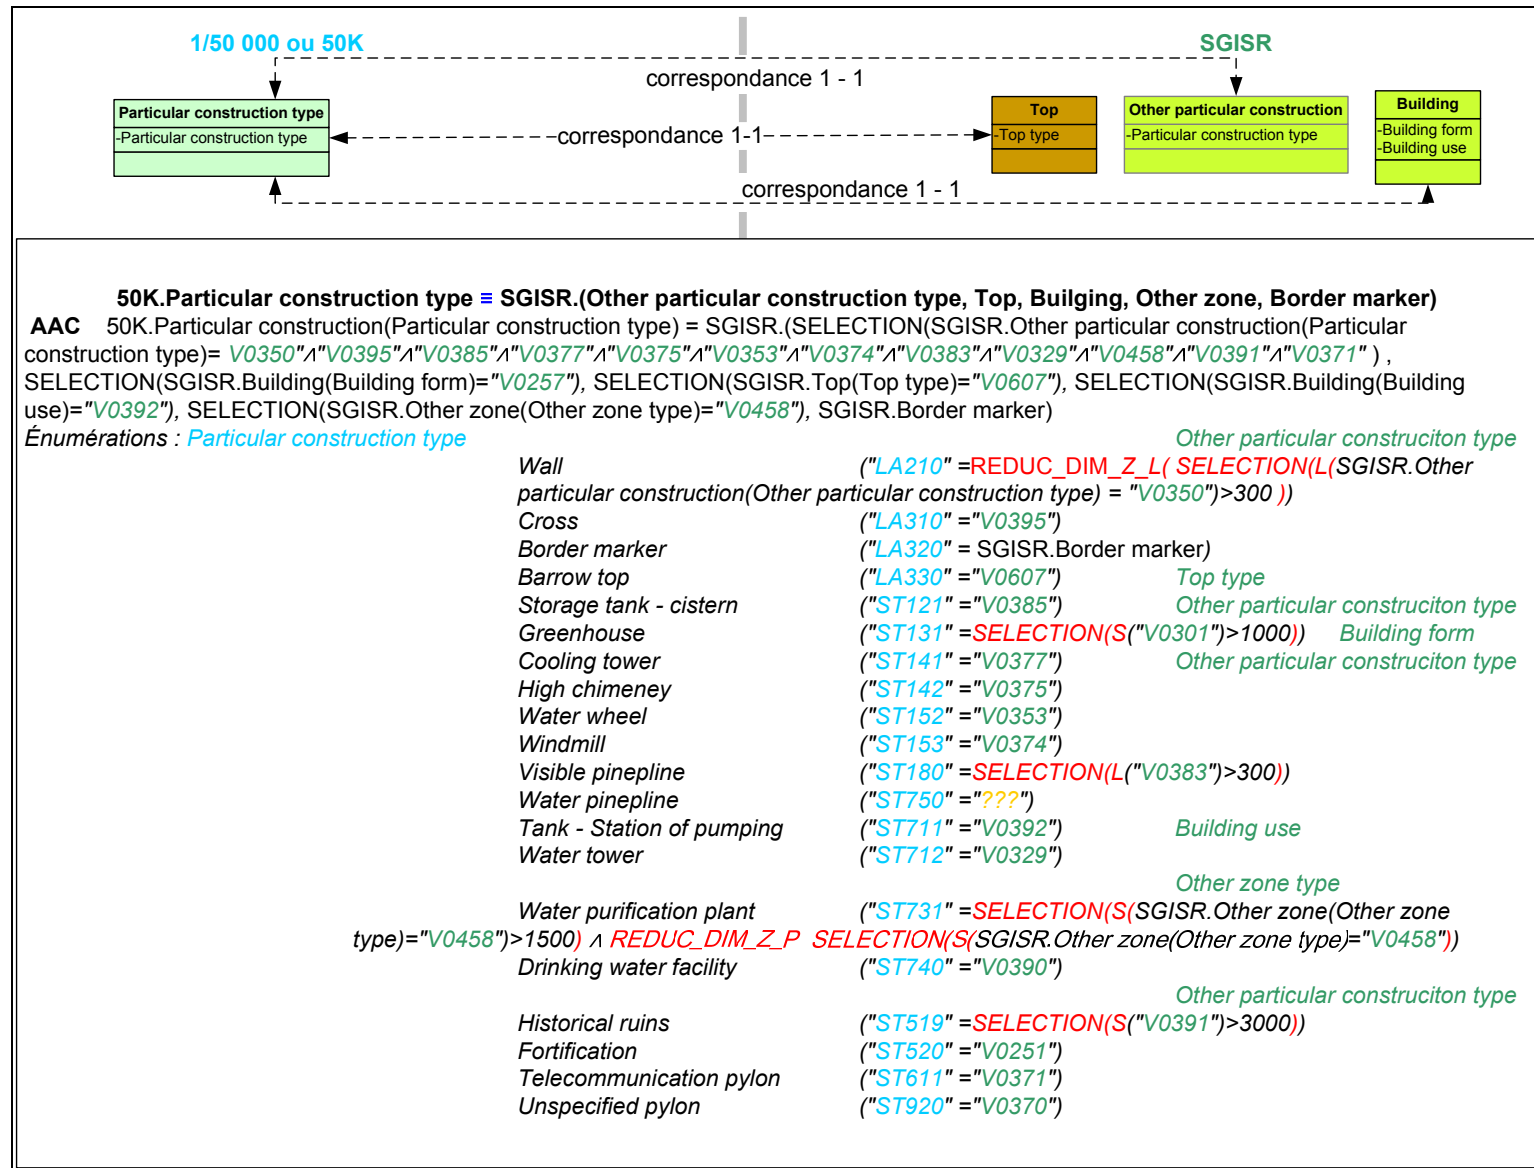 1/50 000 ou 50K
SGISR
correspondance 1 - 1
Particular construction type
-Particular construction type
correspondance 1-1
Top
-Top type
Other particular construction
-Particular construction type
Building
-Building form
-Building use
correspondance 1 - 1
50K.Particular construction type ≡ SGISR.(Other particular construction type, Top, Builging, Other zone, Border marker)
AAC 50K.Particular construction(Particular construction type) = SGISR.(SELECTION(SGISR.Other particular construction(Particular
construction type)= V0350"∧"V0395"∧"V0385"∧"V0377"∧"V0375"∧"V0353"∧"V0374"∧"V0383"∧"V0329"∧"V0458"∧"V0391"∧"V0371" ) ,
SELECTION(SGISR.Building(Building form)="V0257"), SELECTION(SGISR.Top(Top type)="V0607"), SELECTION(SGISR.Building(Building
use)="V0392"), SELECTION(SGISR.Other zone(Other zone type)="V0458"), SGISR.Border marker)
Énumérations : Particular construction type Other particular construciton type
Wall ("LA210" =REDUC_DIM_Z_L( SELECTION(L(SGISR.Other
particular construction(Other particular construction type) = "V0350")>300 ))
Cross ("LA310" ="V0395")
Border marker ("LA320" = SGISR.Border marker)
Barrow top ("LA330" ="V0607") Top type
Storage tank - cistern ("ST121" ="V0385") Other particular construciton type
Greenhouse ("ST131" =SELECTION(S("V0301")>1000)) Building form
Cooling tower ("ST141" ="V0377") Other particular construciton type
High chimeney ("ST142" ="V0375")
Water wheel ("ST152" ="V0353")
Windmill ("ST153" ="V0374")
Visible pinepline ("ST180" =SELECTION(L("V0383")>300))
Water pinepline ("ST750" ="???")
Tank - Station of pumping ("ST711" ="V0392") Building use
Water tower ("ST712" ="V0329")
Other zone type
Water purification plant ("ST731" =SELECTION(S(SGISR.Other zone(Other zone
type)="V0458")>1500) ∧ REDUC_DIM_Z_P SELECTION(S(SGISR.Other zone(Other zone type)="V0458"))
Drinking water facility ("ST740" ="V0390")
Other particular construciton type
Historical ruins ("ST519" =SELECTION(S("V0391")>3000))
Fortification ("ST520" ="V0251")
Telecommunication pylon ("ST611" ="V0371")
Unspecified pylon ("ST920" ="V0370")